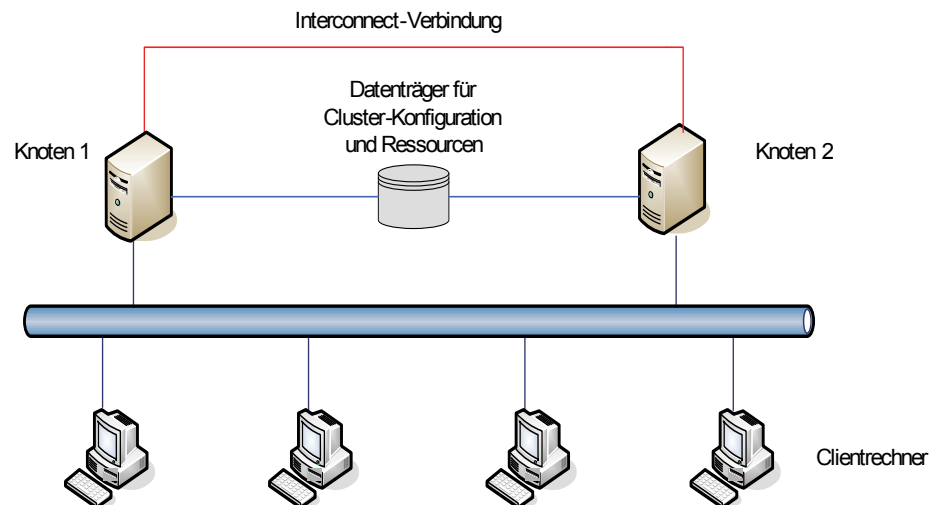 Interconnect-Verbindung
Datenträger für
Cluster-Konfiguration
und Ressourcen
Knoten 1
Knoten 2
Clientrechner